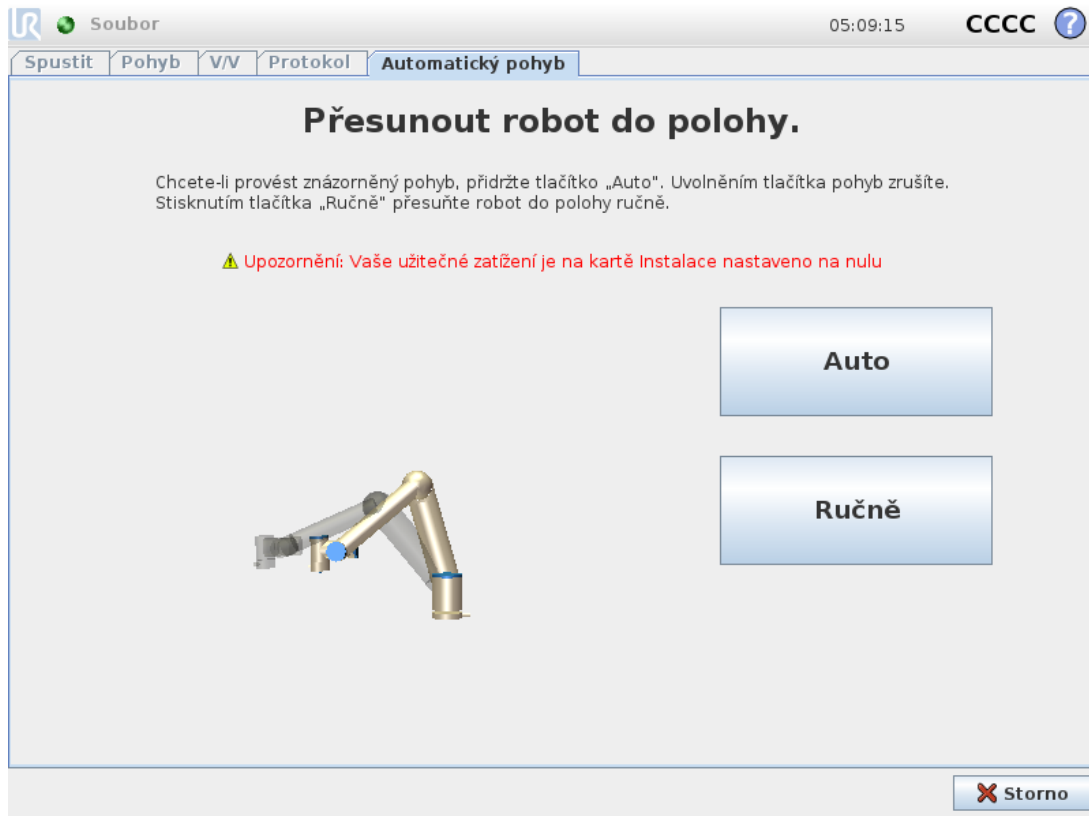 UR Soubor 05:09:15 CCCC ?
Spustit Pohyb V/V Protokol Automatický pohyb
Přesunout robot do polohy.
Chcete-li provést znázorněný pohyb, přidržte tlačítko „Auto". Uvolněním tlačítka pohyb zrušíte.
Stisknutím tlačítka „Ručně" přesuňte robot do polohy ručně.
Upozornění: Vaše užitečné zatížení je na kartě Instalace nastaveno na nulu
Auto
Ručně
Storno